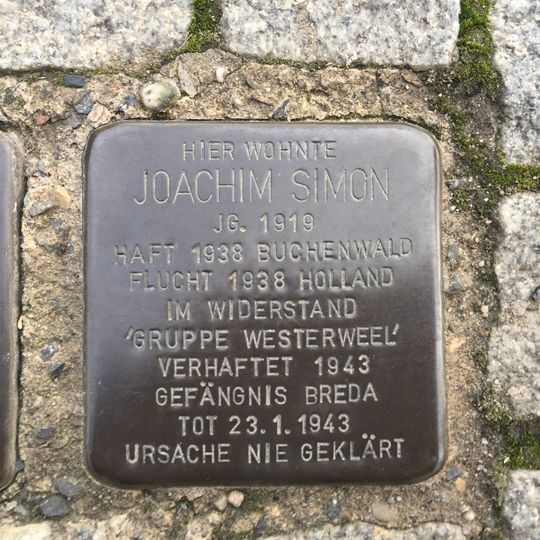 HIER WOHNTE
JOACHIM SIMON
JG. 1919
HAFT 1938 BUCHENWALD
FLUCHT 1938 HOLLAND
IM WIDERSTAND
'GRUPPE WESTERWEEL'
VERHAFTET 1943
GEFÄNGNIS BREDA
TOT 23.1.1943
URSACHE NIE GEKLÄRT